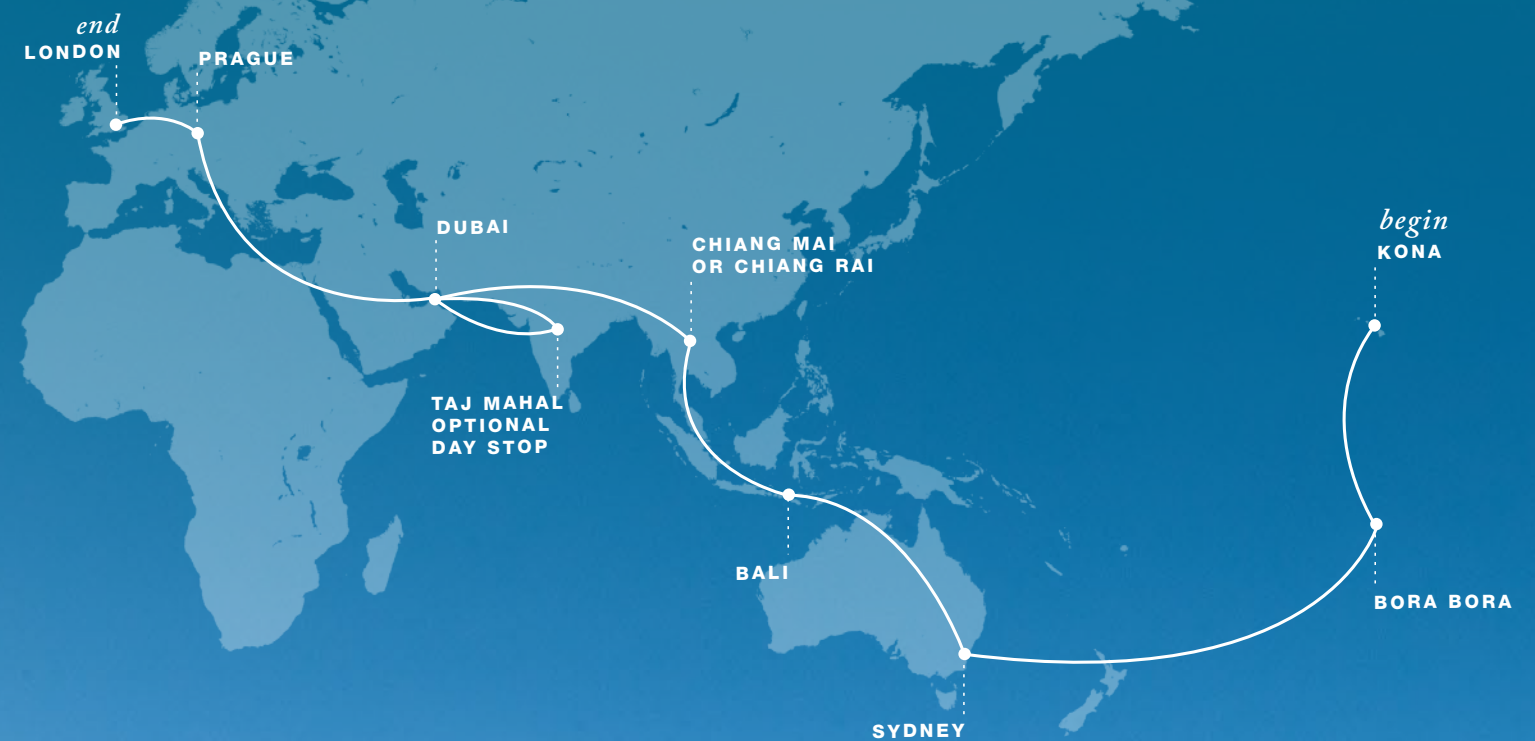 end
LONDON
PRAGUE
DUBAI
CHIANG MAI
OR CHIANG RAI
begin
KONA
TAJ MAHAL
OPTIONAL
DAY STOP
BALI
BORA BORA
SYDNEY